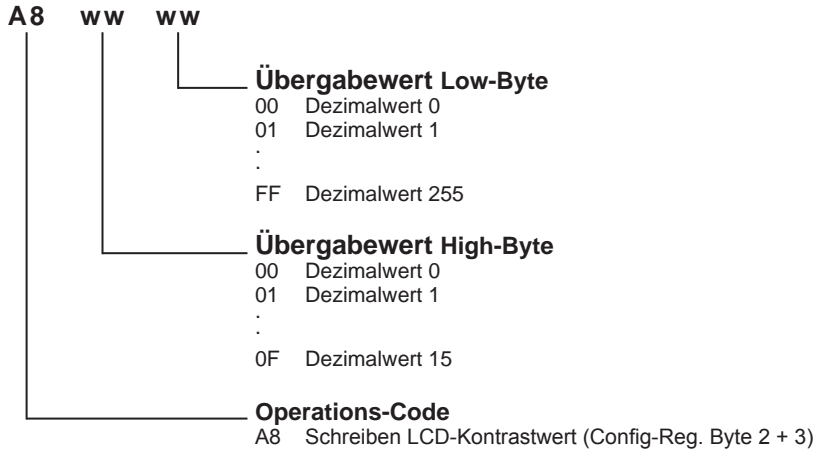 A8 ww ww
Übergabewert Low-Byte
00 Dezimalwert 0
01 Dezimalwert 1
.
.
FF Dezimalwert 255
Übergabewert High-Byte
00 Dezimalwert 0
01 Dezimalwert 1
.
.
0F Dezimalwert 15
Operations-Code
A8 Schreiben LCD-Kontrastwert (Config-Reg. Byte 2 + 3)